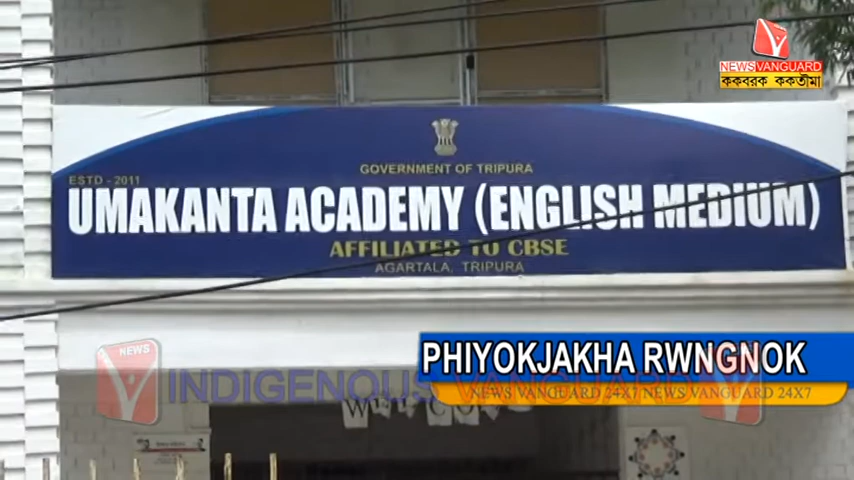 NEWS VANGUARD
ককবরক ককতীমা
GOVERNMENT OF TRIPURA
ESTD - 2011
UMAKANTA ACADEMY (ENGLISH MEDIUM)
AFFILIATED TO CBSE
AGARTALA, TRIPURA
PHIYOKJAKHA RWNGNOK
NEWS VANGUARD 24X7 NEWS VANGUARD 24X7
NEWS
INDIGENOUS VANGUARD